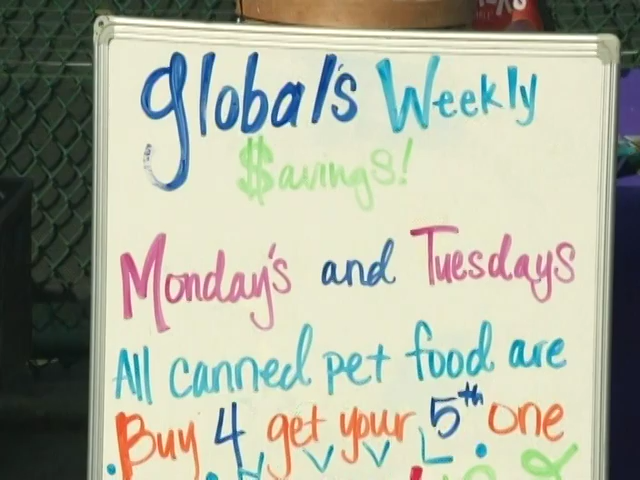 Global's Weekly
$avings!
Monday's and Tuesdays
All canned pet food are
Buy 4 get your 5th one